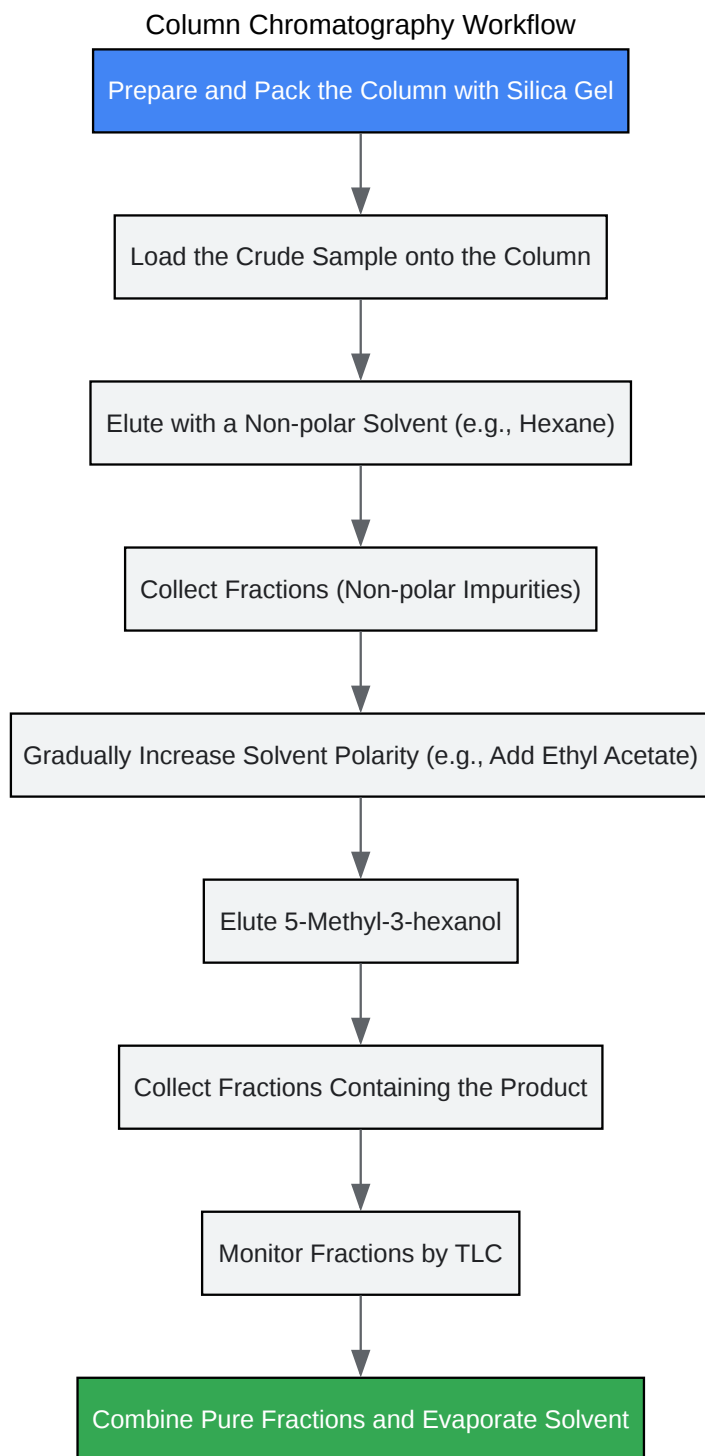 Column Chromatography Workflow
Prepare and Pack the Column with Silica Gel
Load the Crude Sample onto the Column
Elute with a Non-polar Solvent (e.g., Hexane)
Collect Fractions (Non-polar Impurities)
Gradually Increase Solvent Polarity (e.g., Add Ethyl Acetate)
Elute 5-Methyl-3-hexanol
Collect Fractions Containing the Product
Monitor Fractions by TLC
Combine Pure Fractions and Evaporate Solvent